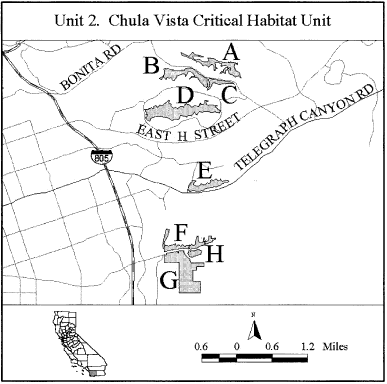 Unit 2. Chula Vista Critical Habitat Unit
A
BONITA RD
B
C
D
EAST H STREET
TELEGRAPH CANYON RD
805
E
F
H
G
N
0.6 0 0.6 1.2 Miles